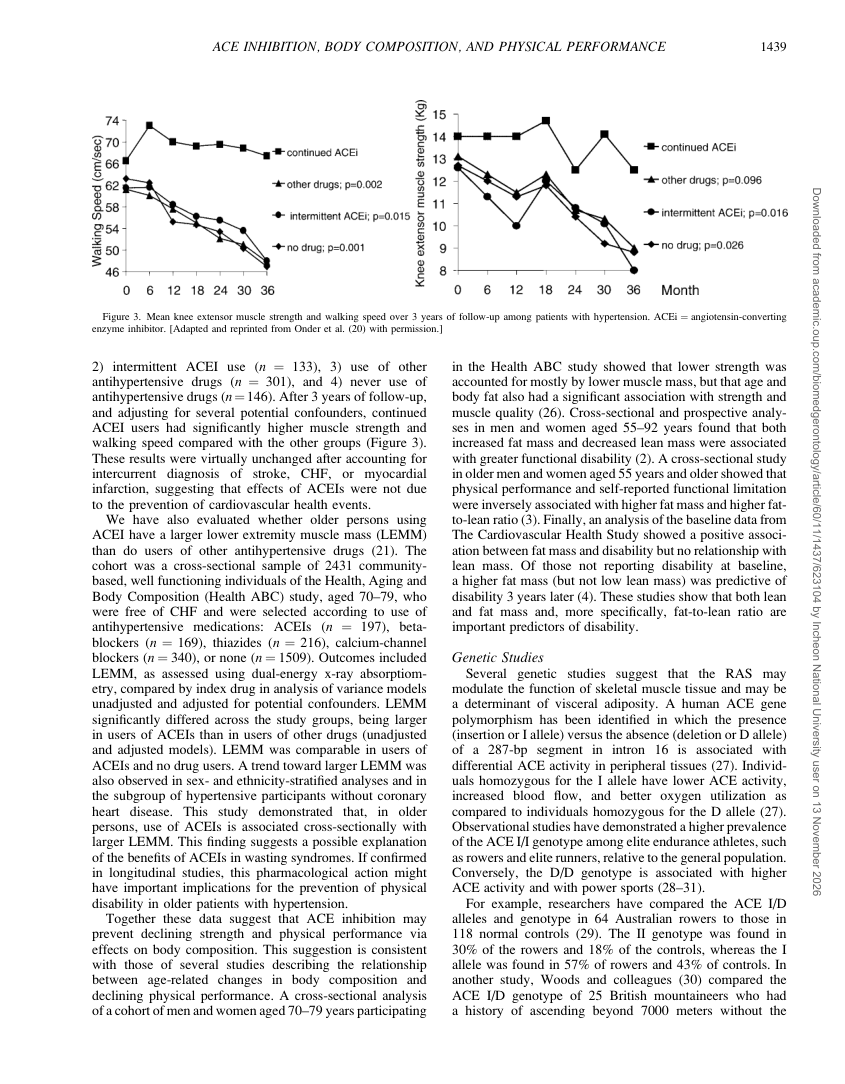 ACE INHIBITION, BODY COMPOSITION, AND PHYSICAL PERFORMANCE
1439
74
70
66
62
58
54
50
46
Walking Speed (cm/sec)
0 6 12 18 24 30 36
continued ACEi
other drugs; p=0.002
intermittent ACEi; p=0.015
no drug; p=0.001
15
14
13
12
11
10
9
8
Knee extensor muscle strength (Kg)
0 6 12 18 24 30 36 Month
continued ACEi
other drugs; p=0.096
intermittent ACEi; p=0.016
no drug; p=0.026
Figure 3. Mean knee extensor muscle strength and walking speed over 3 years of follow-up among patients with hypertension. ACEi = angiotensin-converting
enzyme inhibitor. [Adapted and reprinted from Onder et al. (20) with permission.]
2) intermittent ACEI use (n = 133), 3) use of other
antihypertensive drugs (n = 301), and 4) never use of
antihypertensive drugs (n = 146). After 3 years of follow-up,
and adjusting for several potential confounders, continued
ACEI users had significantly higher muscle strength and
walking speed compared with the other groups (Figure 3).
These results were virtually unchanged after accounting for
intercurrent diagnosis of stroke, CHF, or myocardial
infarction, suggesting that effects of ACEIs were not due
to the prevention of cardiovascular health events.
We have also evaluated whether older persons using
ACEI have a larger lower extremity muscle mass (LEMM)
than do users of other antihypertensive drugs (21). The
cohort was a cross-sectional sample of 2431 community-
based, well functioning individuals of the Health, Aging and
Body Composition (Health ABC) study, aged 70–79, who
were free of CHF and were selected according to use of
antihypertensive medications: ACEIs (n = 197), beta-
blockers (n = 169), thiazides (n = 216), calcium-channel
blockers (n = 340), or none (n = 1509). Outcomes included
LEMM, as assessed using dual-energy x-ray absorptiom-
etry, compared by index drug in analysis of variance models
unadjusted and adjusted for potential confounders. LEMM
significantly differed across the study groups, being larger
in users of ACEIs than in users of other drugs (unadjusted
and adjusted models). LEMM was comparable in users of
ACEIs and no drug users. A trend toward larger LEMM was
also observed in sex- and ethnicity-stratified analyses and in
the subgroup of hypertensive participants without coronary
heart disease. This study demonstrated that, in older
persons, use of ACEIs is associated cross-sectionally with
larger LEMM. This finding suggests a possible explanation
of the benefits of ACEIs in wasting syndromes. If confirmed
in longitudinal studies, this pharmacological action might
have important implications for the prevention of physical
disability in older patients with hypertension.
Together these data suggest that ACE inhibition may
prevent declining strength and physical performance via
effects on body composition. This suggestion is consistent
with those of several studies describing the relationship
between age-related changes in body composition and
declining physical performance. A cross-sectional analysis
of a cohort of men and women aged 70–79 years participating
in the Health ABC study showed that lower strength was
accounted for mostly by lower muscle mass, but that age and
body fat also had a significant association with strength and
muscle quality (26). Cross-sectional and prospective analy-
ses in men and women aged 55–92 years found that both
increased fat mass and decreased lean mass were associated
with greater functional disability (2). A cross-sectional study
in older men and women aged 55 years and older showed that
physical performance and self-reported functional limitation
were inversely associated with higher fat mass and higher fat-
to-lean ratio (3). Finally, an analysis of the baseline data from
The Cardiovascular Health Study showed a positive associ-
ation between fat mass and disability but no relationship with
lean mass. Of those not reporting disability at baseline,
a higher fat mass (but not low lean mass) was predictive of
disability 3 years later (4). These studies show that both lean
and fat mass and, more specifically, fat-to-lean ratio are
important predictors of disability.
Genetic Studies
Several genetic studies suggest that the RAS may
modulate the function of skeletal muscle tissue and may be
a determinant of visceral adiposity. A human ACE gene
polymorphism has been identified in which the presence
(insertion or I allele) versus the absence (deletion or D allele)
of a 287-bp segment in intron 16 is associated with
differential ACE activity in peripheral tissues (27). Individ-
uals homozygous for the I allele have lower ACE activity,
increased blood flow, and better oxygen utilization as
compared to individuals homozygous for the D allele (27).
Observational studies have demonstrated a higher prevalence
of the ACE I/I genotype among elite endurance athletes, such
as rowers and elite runners, relative to the general population.
Conversely, the D/D genotype is associated with higher
ACE activity and with power sports (28–31).
For example, researchers have compared the ACE I/D
alleles and genotype in 64 Australian rowers to those in
118 normal controls (29). The II genotype was found in
30% of the rowers and 18% of the controls, whereas the I
allele was found in 57% of rowers and 43% of controls. In
another study, Woods and colleagues (30) compared the
ACE I/D genotype of 25 British mountaineers who had
a history of ascending beyond 7000 meters without the
Downloaded from academic.oup.com/biomedgerontology/article/60/11/1437/623104 by Incheon National University user on 13 November 2026